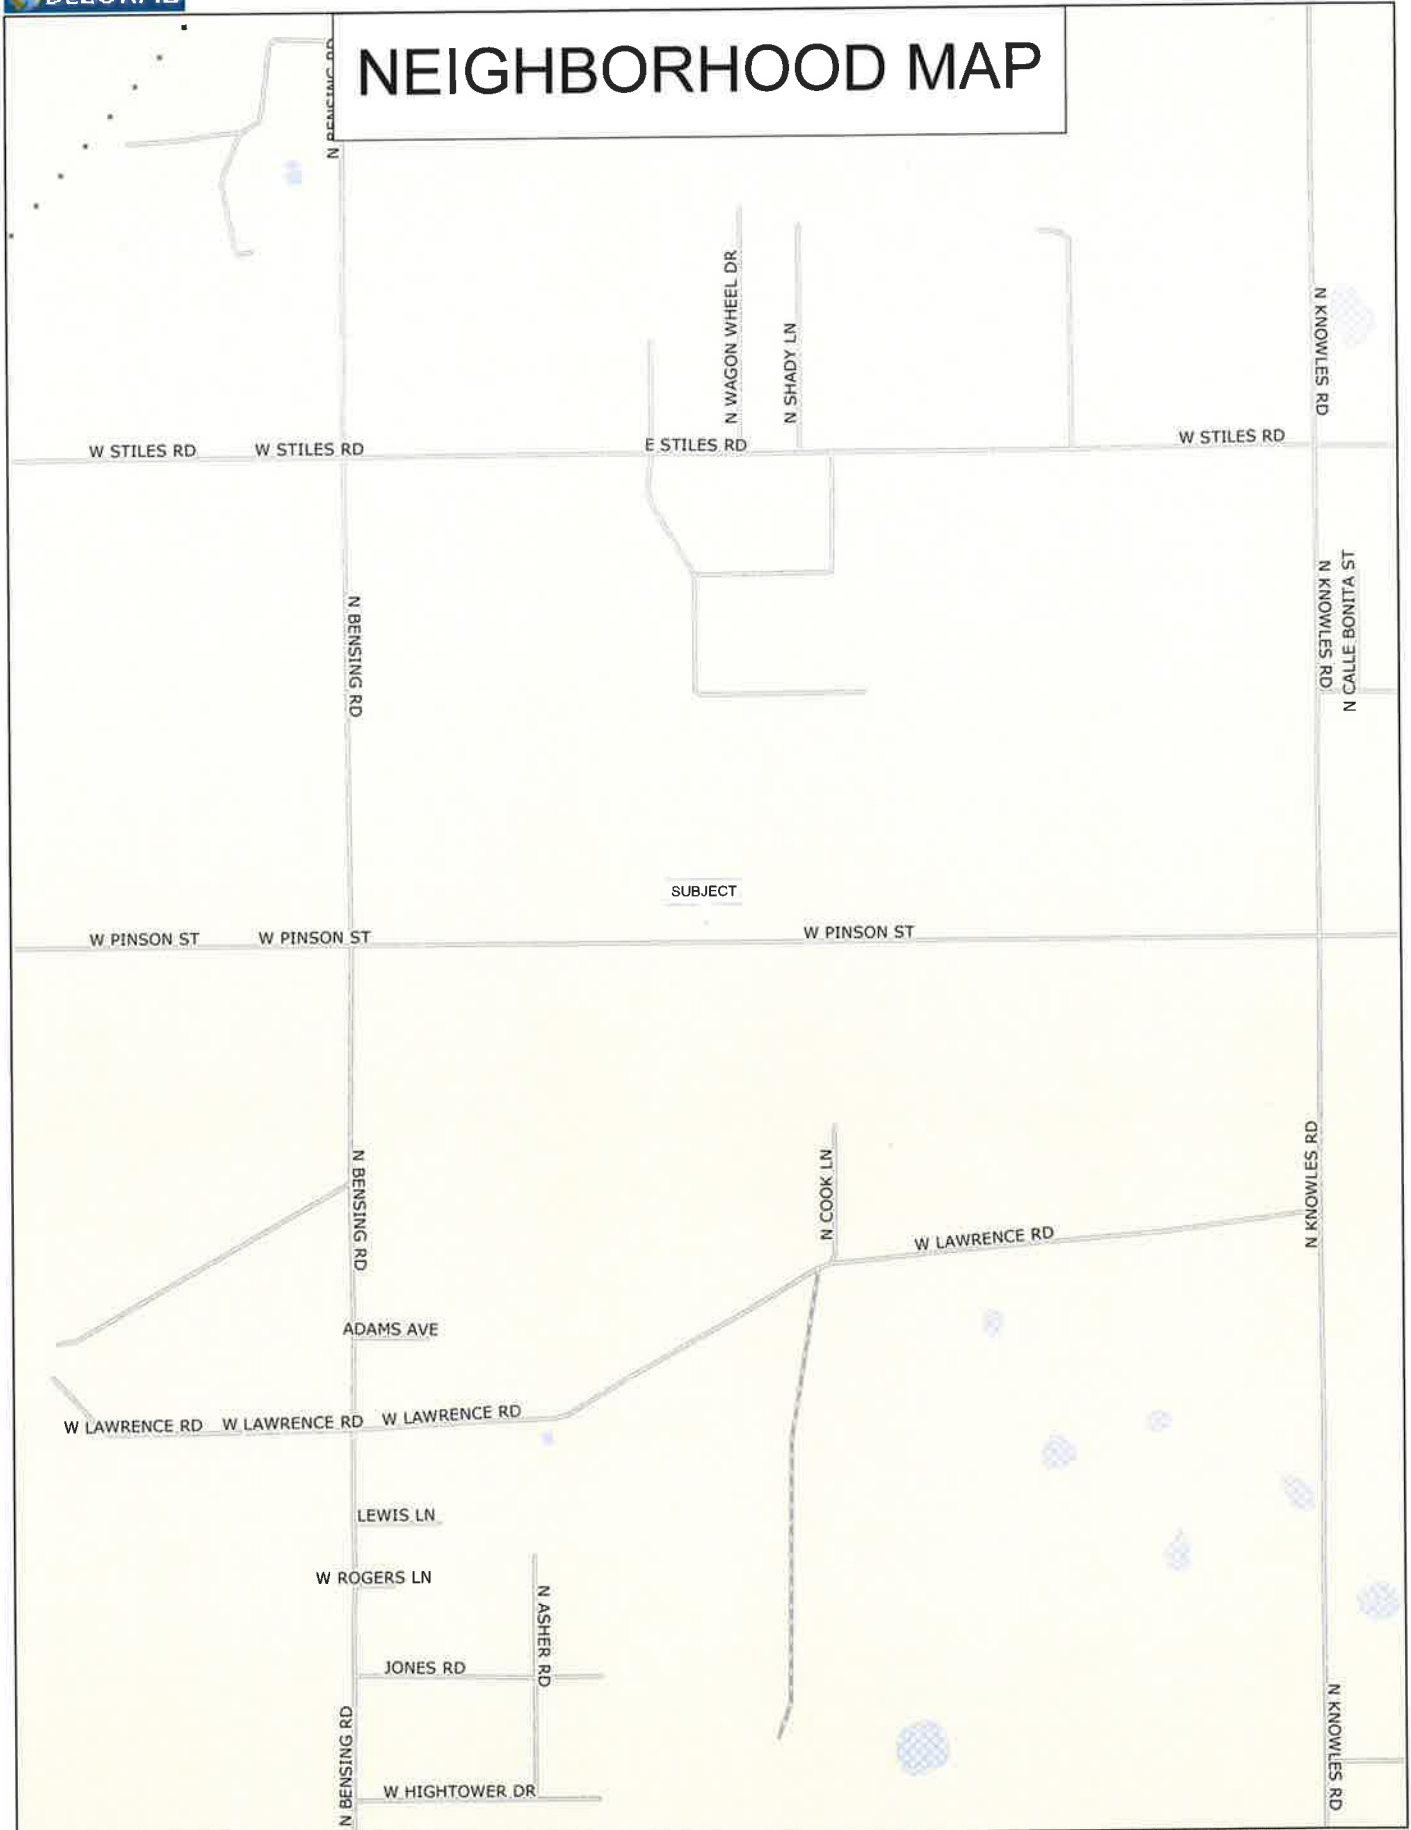 DELORME
NEIGHBORHOOD MAP
N BENSING RD
N WAGON WHEEL DR
N SHADY LN
N KNOWLES RD
W STILES RD
W STILES RD
E STILES RD
W STILES RD
N BENSING RD
N KNOWLES RD
N CALLE BONITA ST
SUBJECT
W PINSON ST
W PINSON ST
W PINSON ST
N BENSING RD
N COOK LN
N KNOWLES RD
W LAWRENCE RD
ADAMS AVE
W LAWRENCE RD
W LAWRENCE RD
W LAWRENCE RD
LEWIS LN
W ROGERS LN
N ASHER RD
JONES RD
N BENSING RD
N KNOWLES RD
W HIGHTOWER DR